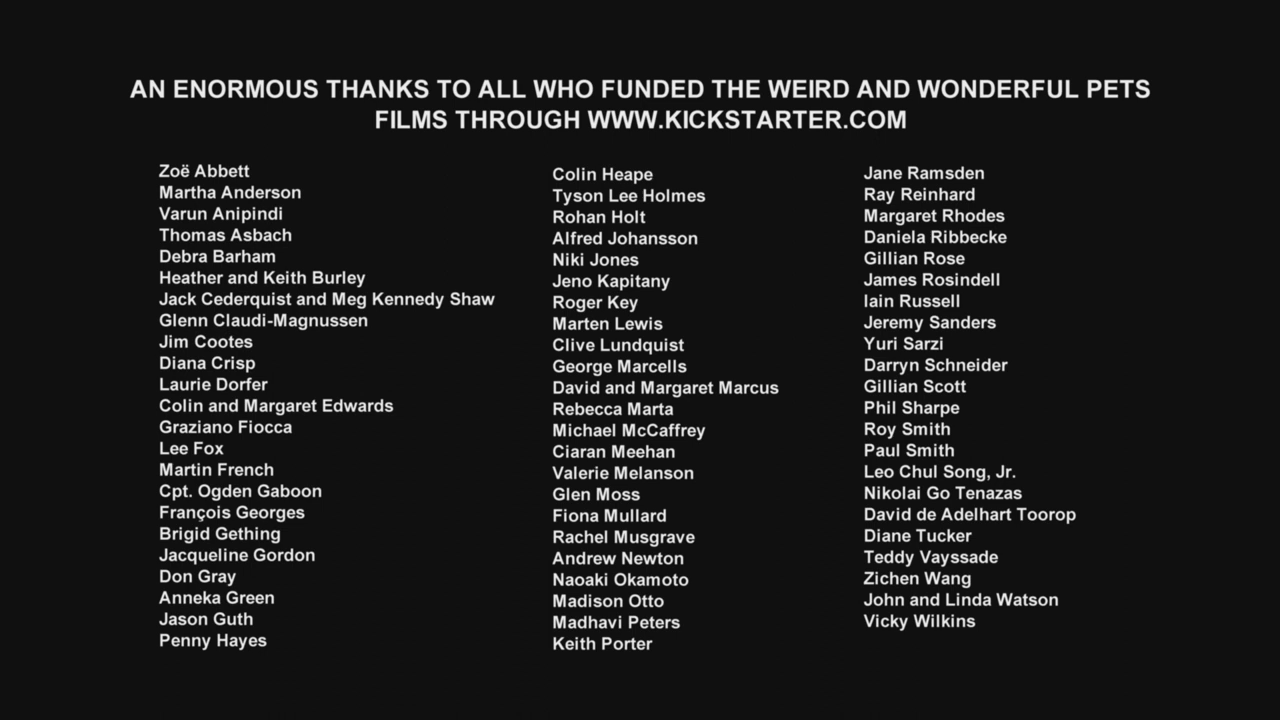 AN ENORMOUS THANKS TO ALL WHO FUNDED THE WEIRD AND WONDERFUL PETS
FILMS THROUGH WWW.KICKSTARTER.COM
Zoë Abbett
Martha Anderson
Varun Anipindi
Thomas Asbach
Debra Barham
Heather and Keith Burley
Jack Cederquist and Meg Kennedy Shaw
Glenn Claudi-Magnussen
Jim Cootes
Diana Crisp
Laurie Dorfer
Colin and Margaret Edwards
Graziano Fiocca
Lee Fox
Martin French
Cpt. Ogden Gaboon
François Georges
Brigid Gething
Jacqueline Gordon
Don Gray
Anneka Green
Jason Guth
Penny Hayes
Colin Heape
Tyson Lee Holmes
Rohan Holt
Alfred Johansson
Niki Jones
Jeno Kapitany
Roger Key
Marten Lewis
Clive Lundquist
George Marcells
David and Margaret Marcus
Rebecca Marta
Michael McCaffrey
Ciaran Meehan
Valerie Melanson
Glen Moss
Fiona Mullard
Rachel Musgrave
Andrew Newton
Naoaki Okamoto
Madison Otto
Madhavi Peters
Keith Porter
Jane Ramsden
Ray Reinhard
Margaret Rhodes
Daniela Ribbecke
Gillian Rose
James Rosindell
Iain Russell
Jeremy Sanders
Yuri Sarzi
Darryn Schneider
Gillian Scott
Phil Sharpe
Roy Smith
Paul Smith
Leo Chul Song, Jr.
Nikolai Go Tenazas
David de Adelhart Toorop
Diane Tucker
Teddy Vayssade
Zichen Wang
John and Linda Watson
Vicky Wilkins